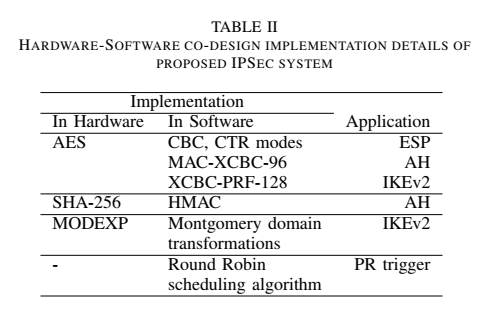 TABLE II
HARDWARE-SOFTWARE CO-DESIGN IMPLEMENTATION DETAILS OF
PROPOSED IPSEC SYSTEM
Implementation
In Hardware In Software Application
AES CBC, CTR modes ESP
MAC-XCBC-96 AH
XCBC-PRF-128 IKEv2
SHA-256 HMAC AH
MODEXP Montgomery domain IKEv2
transformations
- Round Robin PR trigger
scheduling algorithm